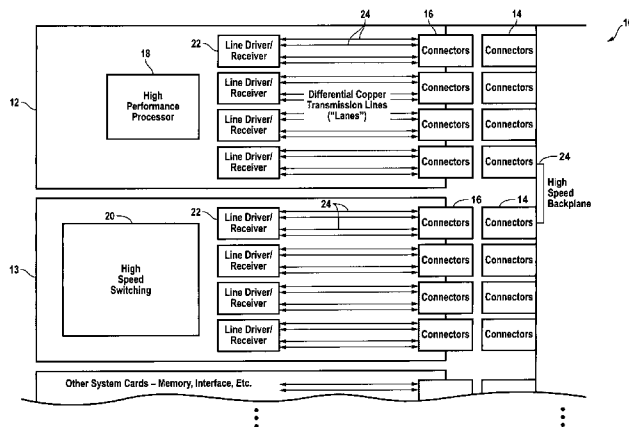 24
16
14
10
22
Line Driver/
Receiver
Connectors
Connectors
18
High
Performance
Processor
12
Line Driver/
Receiver
Differential Copper
Transmission Lines
("Lanes")
Connectors
Connectors
Line Driver/
Receiver
Connectors
Connectors
Line Driver/
Receiver
Connectors
Connectors
24
High
Speed
Backplane
22
24
16
14
Line Driver/
Receiver
Connectors
Connectors
20
High
Speed
Switching
13
Line Driver/
Receiver
Connectors
Connectors
Line Driver/
Receiver
Connectors
Connectors
Line Driver/
Receiver
Connectors
Connectors
Other System Cards – Memory, Interface, Etc.